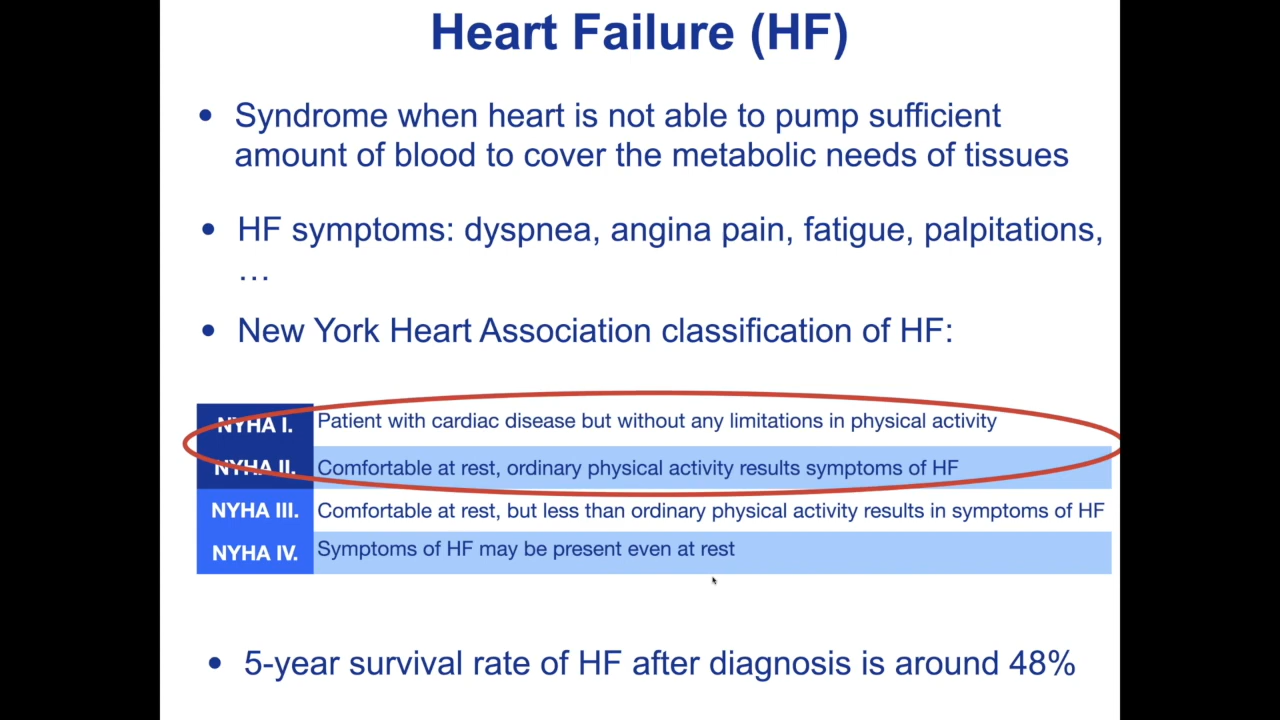 Heart Failure (HF)
• Syndrome when heart is not able to pump sufficient
amount of blood to cover the metabolic needs of tissues
• HF symptoms: dyspnea, angina pain, fatigue, palpitations,
…
• New York Heart Association classification of HF:
NYHA I. Patient with cardiac disease but without any limitations in physical activity
NYHA II. Comfortable at rest, ordinary physical activity results symptoms of HF
NYHA III. Comfortable at rest, but less than ordinary physical activity results in symptoms of HF
NYHA IV. Symptoms of HF may be present even at rest
• 5-year survival rate of HF after diagnosis is around 48%